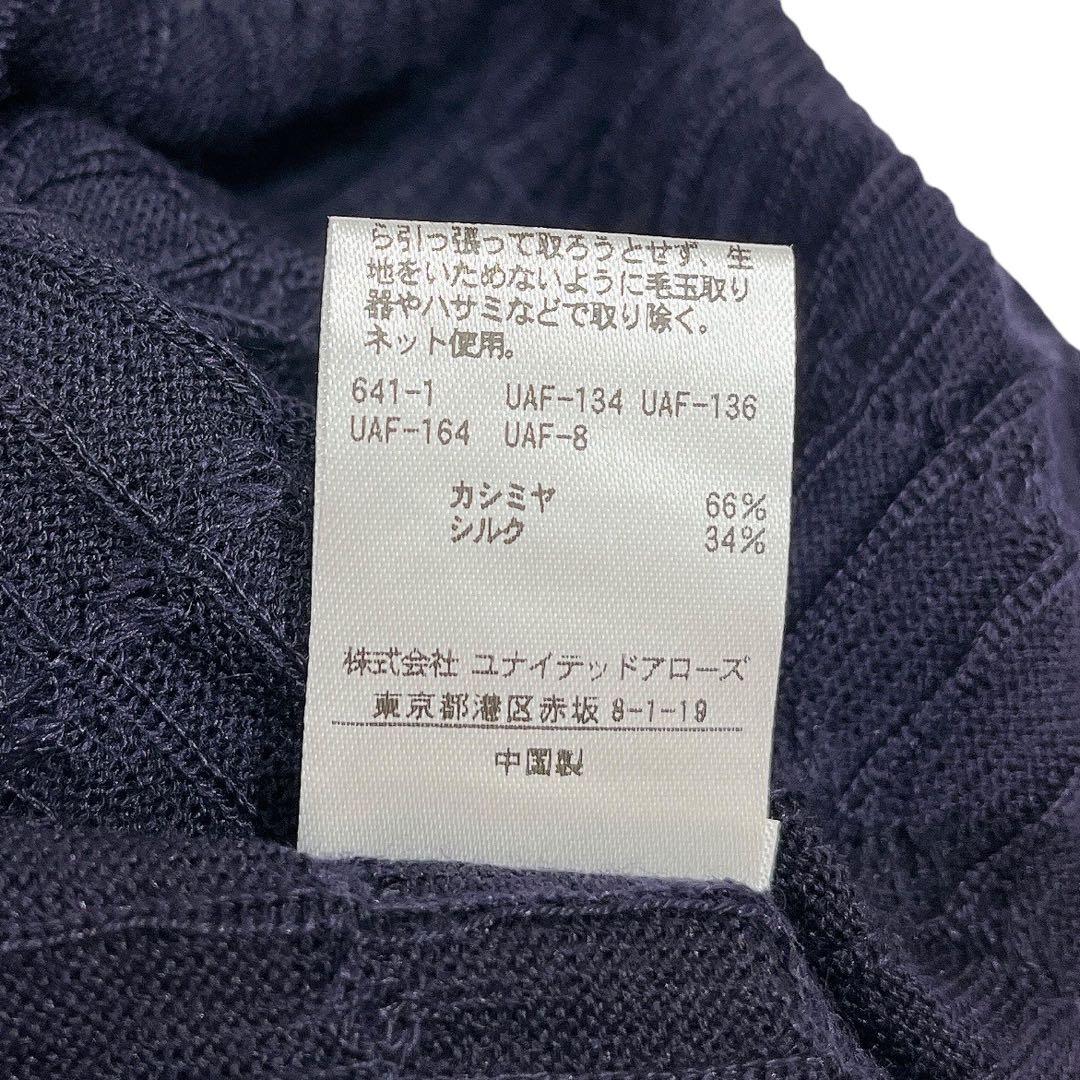 ら引っ張って取ろうとせず、生
地をいためないように毛玉取り
器やハサミなどで取り除く。
ネット使用。
641-1 UAF-134 UAF-136
UAF-164 UAF-8
カシミヤ 66%
シルク 34%
株式会社 ユナイテッドアローズ
東京都港区赤坂 8-1-19
中国製